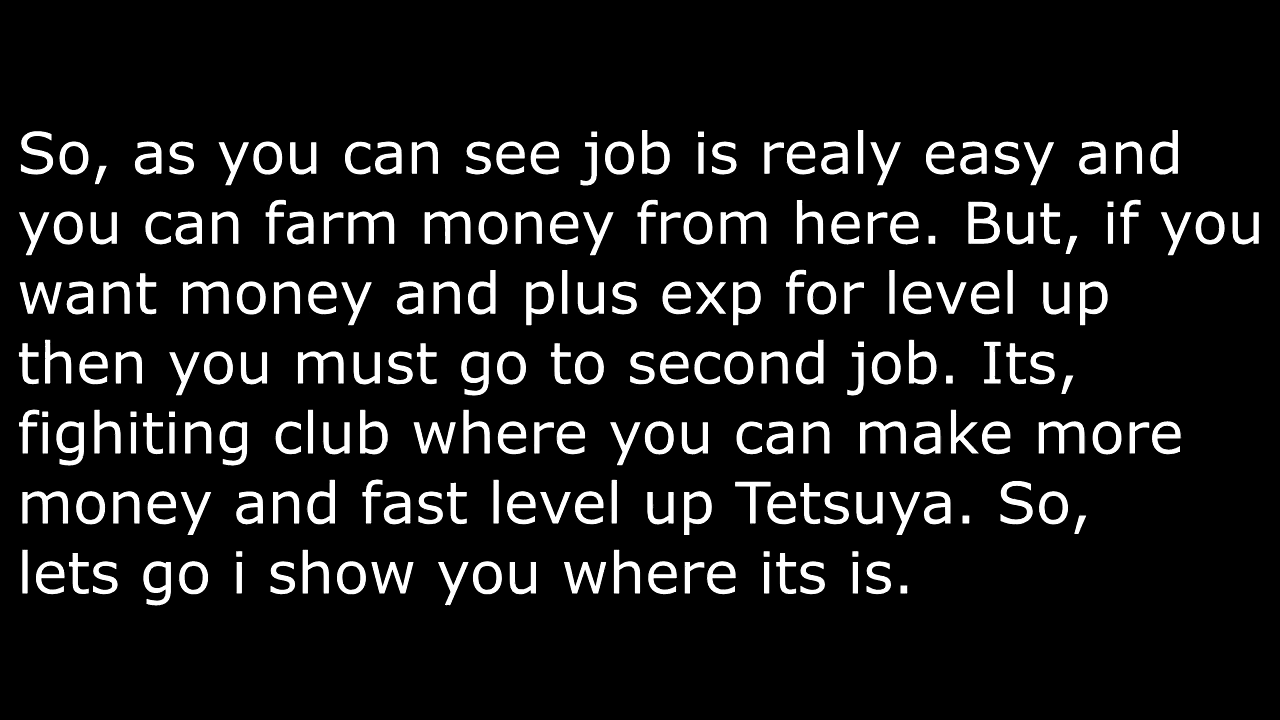 So, as you can see job is realy easy and
you can farm money from here. But, if you
want money and plus exp for level up
then you must go to second job. Its,
fighiting club where you can make more
money and fast level up Tetsuya. So,
lets go i show you where its is.